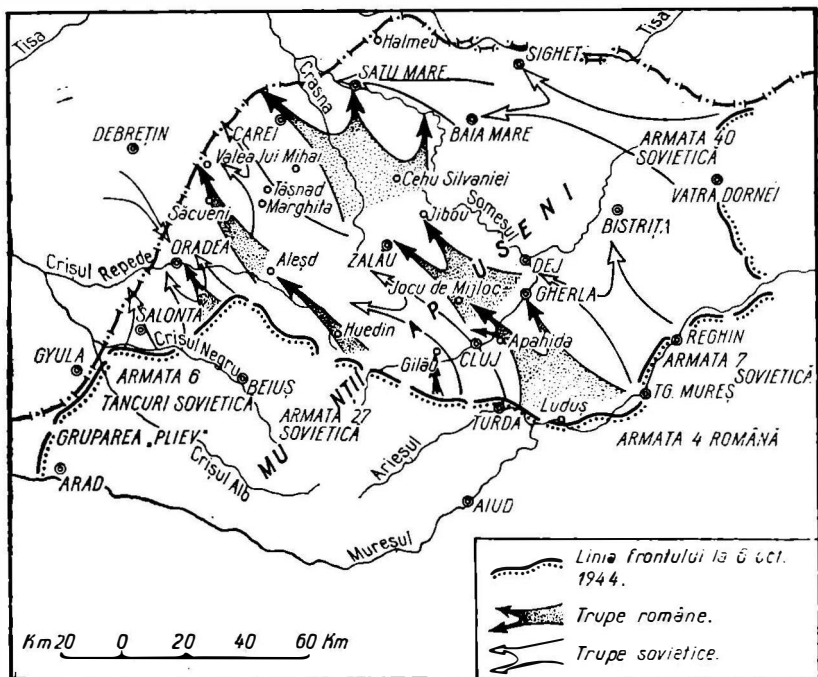 Tisa
Halmeu
SIGHET
Tisa
Crasna
SATU MARE
CAREI
BAIA MARE
DEBREȚIN
Valea lui Mihai
ARMATA 40
SOVIETICĂ
Tășnad
Cehu Silvaniei
VATRA DORNEI
Marghita
Săcueni
Jibou
Someșul
BISTRIȚA
ORADEA
Crisul Repede
Aleșd
ZALĂU
DEJ
Jocu de Mijloc
GHERLA
SALONTA
Huedin
Apahida
REGHIN
Crisul Negru
GYULA
Gilău
CLUJ
ARMATA 7
SOVIETICĂ
ARMATA 6
BEIUȘ
TG. MUREȘ
TANCURI SOVIETICĂ
ARMATA 27
SOVIETICĂ
TURDA
Luduș
GRUPAREA „PLIEV"
MUNȚII APUSENI
Arieșul
ARMATA 4 ROMÂNĂ
Crișul Alb
ARAD
AIUD
Mureșul
Linia frontului la 6 oct.
1944.
Trupe române.
Trupe sovietice.
Km 20 0 20 40 60 Km